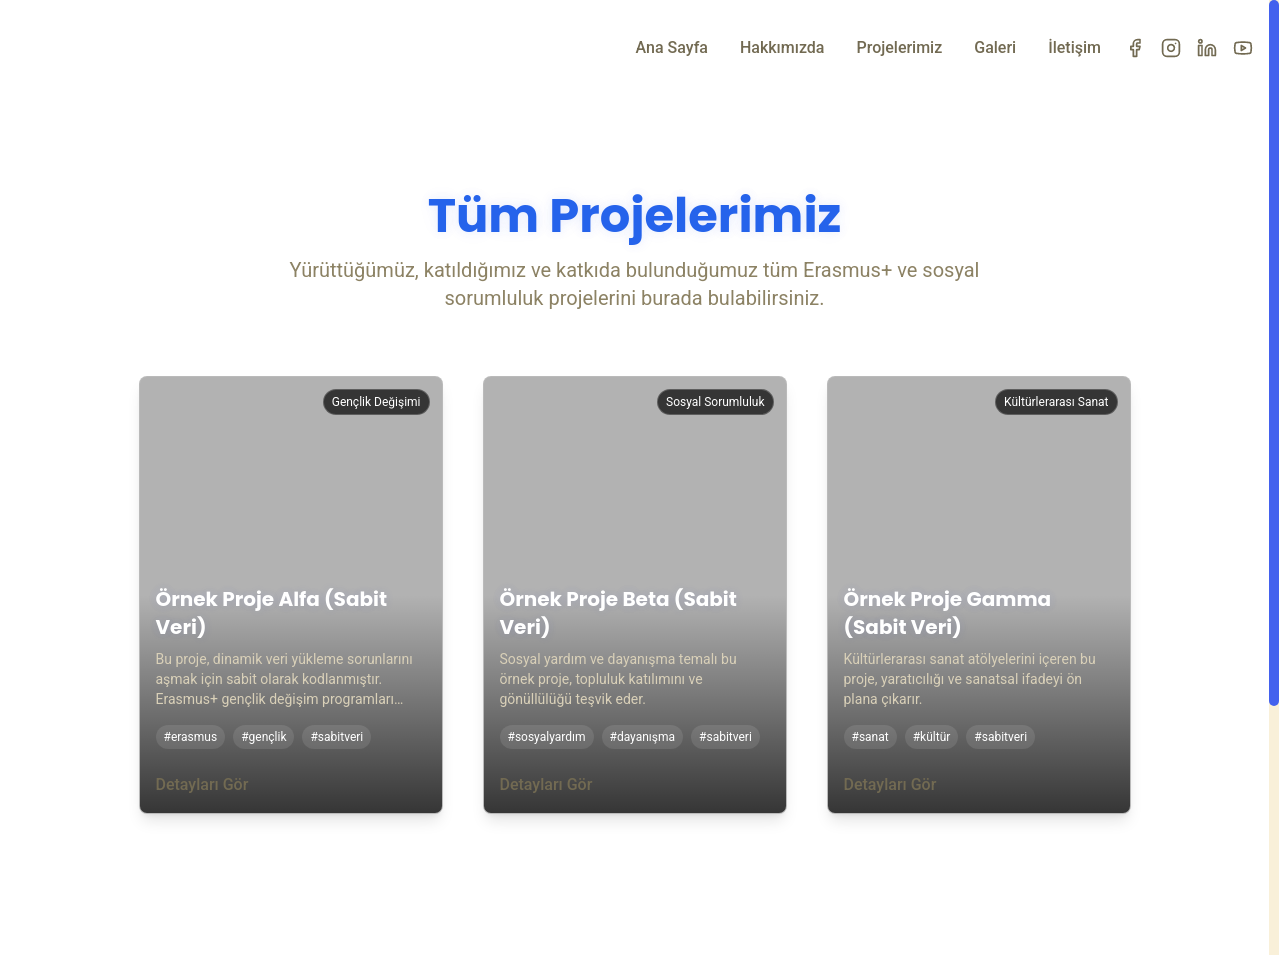 Ana Sayfa Hakkımızda Projelerimiz Galeri İletişim
Tüm Projelerimiz
Yürüttüğümüz, katıldığımız ve katkıda bulunduğumuz tüm Erasmus+ ve sosyal
sorumluluk projelerini burada bulabilirsiniz.
Gençlik Değişimi
Örnek Proje Alfa (Sabit
Veri)
Bu proje, dinamik veri yükleme sorunlarını
aşmak için sabit olarak kodlanmıştır.
Erasmus+ gençlik değişim programları…
#erasmus #gençlik #sabitveri
Detayları Gör
Sosyal Sorumluluk
Örnek Proje Beta (Sabit
Veri)
Sosyal yardım ve dayanışma temalı bu
örnek proje, topluluk katılımını ve
gönüllülüğü teşvik eder.
#sosyalyardım #dayanışma #sabitveri
Detayları Gör
Kültürlerarası Sanat
Örnek Proje Gamma
(Sabit Veri)
Kültürlerarası sanat atölyelerini içeren bu
proje, yaratıcılığı ve sanatsal ifadeyi ön
plana çıkarır.
#sanat #kültür #sabitveri
Detayları Gör